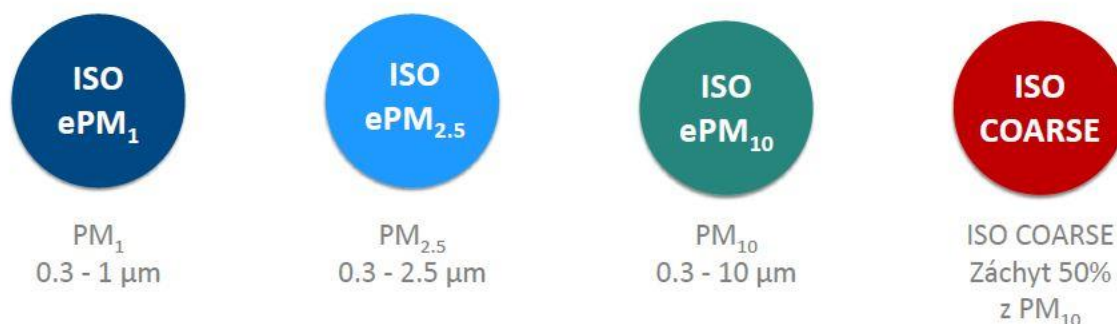 ISO
ePM₁
ISO
ePM₂.₅
ISO
ePM₁₀
ISO
COARSE
PM₁
0.3 - 1 µm
PM₂.₅
0.3 - 2.5 µm
PM₁₀
0.3 - 10 µm
ISO COARSE
Záchyt 50%
z PM₁₀